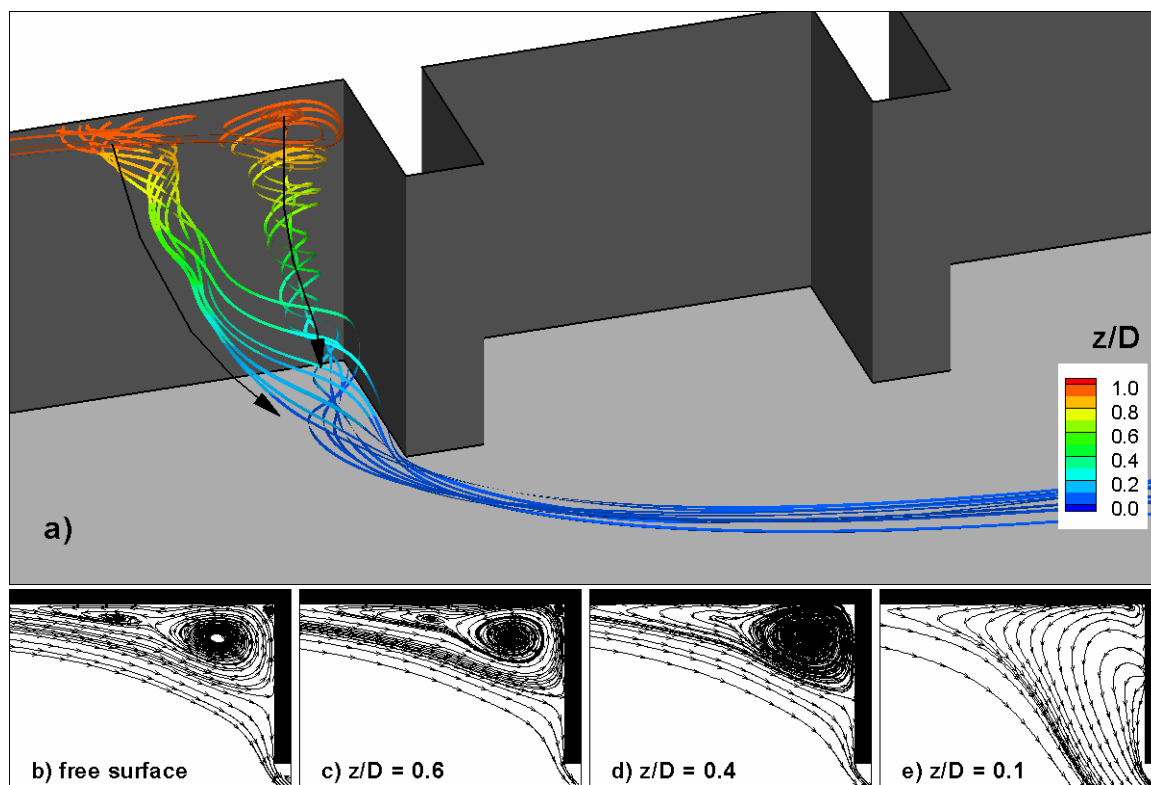 z/D
1.0
0.8
0.6
0.4
0.2
0.0
a)
b) free surface
c) z/D = 0.6
d) z/D = 0.4
e) z/D = 0.1